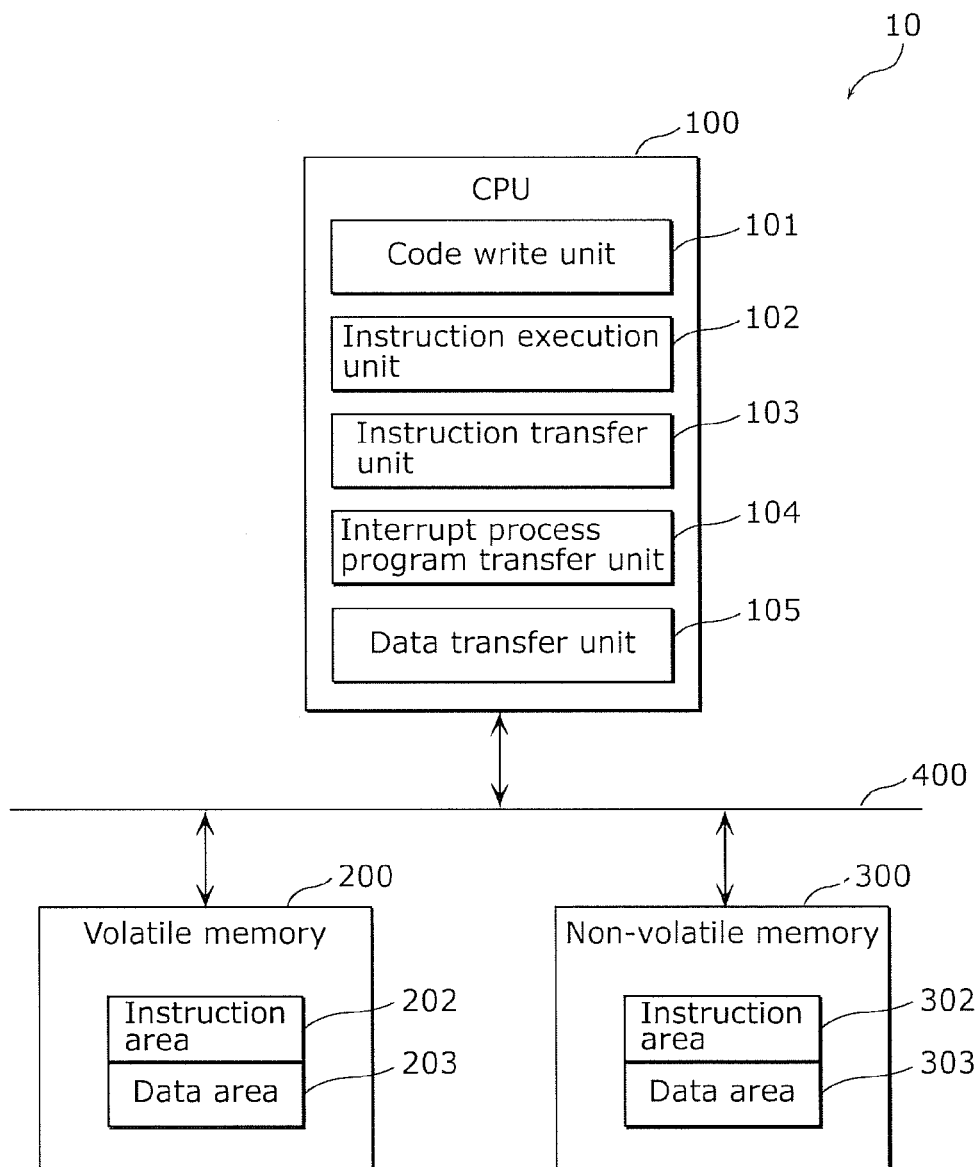 10
100
CPU
101
Code write unit
102
Instruction execution
unit
103
Instruction transfer
unit
104
Interrupt process
program transfer unit
105
Data transfer unit
400
200
300
Volatile memory
Non-volatile memory
202
Instruction
area
203
Data area
302
Instruction
area
303
Data area